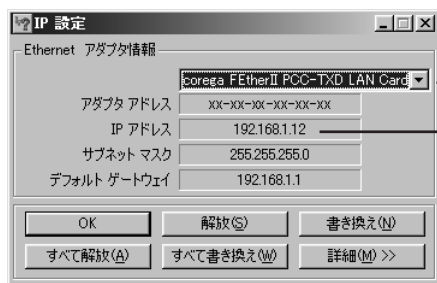 IP 設定
Ethernet アダプタ情報
corega FEtherII PCC-TXD LAN Card
アダプタ アドレス xx-xx-xx-xx-xx-xx
IP アドレス 192.168.1.12
サブネット マスク 255.255.255.0
デフォルト ゲートウェイ 192.168.1.1
OK 解放(S) 書き換え(N)
すべて解放(A) すべて書き換え(W) 詳細(M) >>